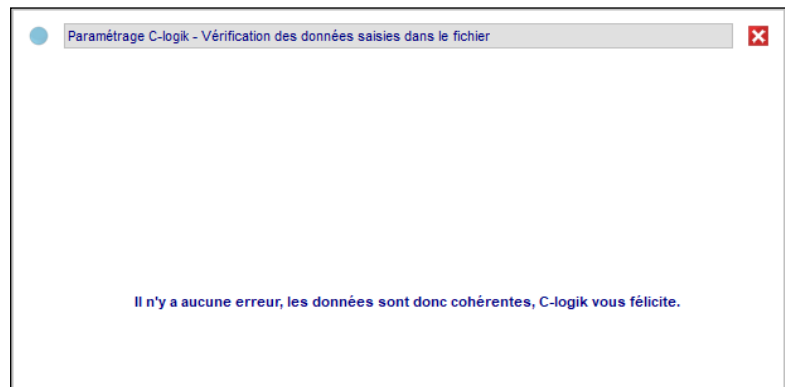 Paramétrage C-logik - Vérification des données saisies dans le fichier
Il n'y a aucune erreur, les données sont donc cohérentes, C-logik vous félicite.